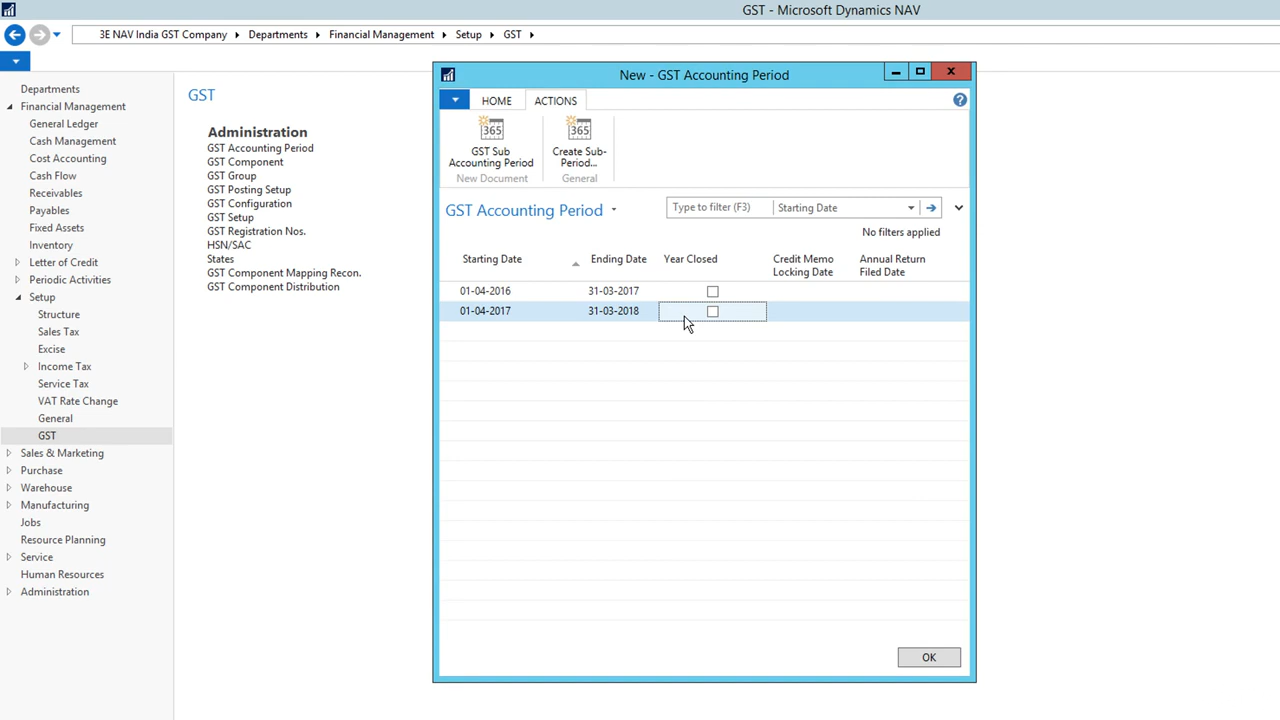 GST - Microsoft Dynamics NAV
3E NAV India GST Company
Departments
Financial Management
Setup
GST
Departments
Financial Management
General Ledger
Cash Management
Cost Accounting
Cash Flow
Receivables
Payables
Fixed Assets
Inventory
Letter of Credit
Periodic Activities
Setup
Structure
Sales Tax
Excise
Income Tax
Service Tax
VAT Rate Change
General
GST
Sales & Marketing
Purchase
Warehouse
Manufacturing
Jobs
Resource Planning
Service
Human Resources
Administration
GST
Administration
GST Accounting Period
GST Component
GST Group
GST Posting Setup
GST Configuration
GST Setup
GST Registration Nos.
HSN/SAC
States
GST Component Mapping Recon.
GST Component Distribution
New - GST Accounting Period
HOME ACTIONS
365 365
GST Sub Accounting Period
Create Sub-Period...
New Document
General
GST Accounting Period
Type to filter (F3)
Starting Date
No filters applied
Starting Date Ending Date Year Closed Credit Memo Locking Date Annual Return Filed Date
01-04-2016 31-03-2017
01-04-2017 31-03-2018
OK